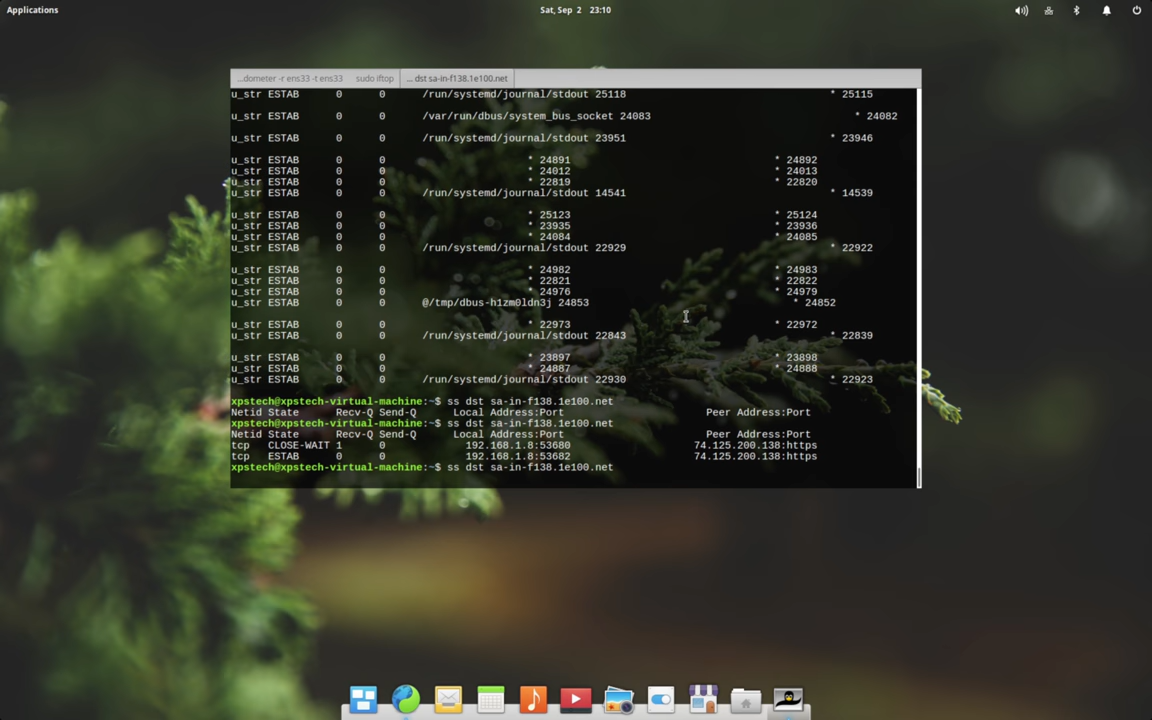 Applications
Sat, Sep 2 23:10
...dometer -r ens33 -t ens33 sudo iftop ... dst sa-in-f138.1e100.net
u_str ESTAB 0 0 /run/systemd/journal/stdout 25118 * 25115
u_str ESTAB 0 0 /var/run/dbus/system_bus_socket 24083 * 24082
u_str ESTAB 0 0 /run/systemd/journal/stdout 23951 * 23946
u_str ESTAB 0 0 * 24891 * 24892
u_str ESTAB 0 0 * 24012 * 24013
u_str ESTAB 0 0 * 22819 * 22820
u_str ESTAB 0 0 /run/systemd/journal/stdout 14541 * 14539
u_str ESTAB 0 0 * 25123 * 25124
u_str ESTAB 0 0 * 23935 * 23936
u_str ESTAB 0 0 * 24084 * 24085
u_str ESTAB 0 0 /run/systemd/journal/stdout 22929 * 22922
u_str ESTAB 0 0 * 24982 * 24983
u_str ESTAB 0 0 * 22821 * 22822
u_str ESTAB 0 0 * 24976 * 24979
u_str ESTAB 0 0 @/tmp/dbus-h1zm0ldn3j 24853 * 24852
u_str ESTAB 0 0 * 22973 * 22972
u_str ESTAB 0 0 /run/systemd/journal/stdout 22843 * 22839
u_str ESTAB 0 0 * 23897 * 23898
u_str ESTAB 0 0 * 24887 * 24888
u_str ESTAB 0 0 /run/systemd/journal/stdout 22930 * 22923
xpstech@xpstech-virtual-machine:~$ ss dst sa-in-f138.1e100.net
Netid State Recv-Q Send-Q Local Address:Port Peer Address:Port
xpstech@xpstech-virtual-machine:~$ ss dst sa-in-f138.1e100.net
Netid State Recv-Q Send-Q Local Address:Port Peer Address:Port
tcp CLOSE-WAIT 1 0 192.168.1.8:53680 74.125.200.138:https
tcp ESTAB 0 0 192.168.1.8:53682 74.125.200.138:https
xpstech@xpstech-virtual-machine:~$ ss dst sa-in-f138.1e100.net